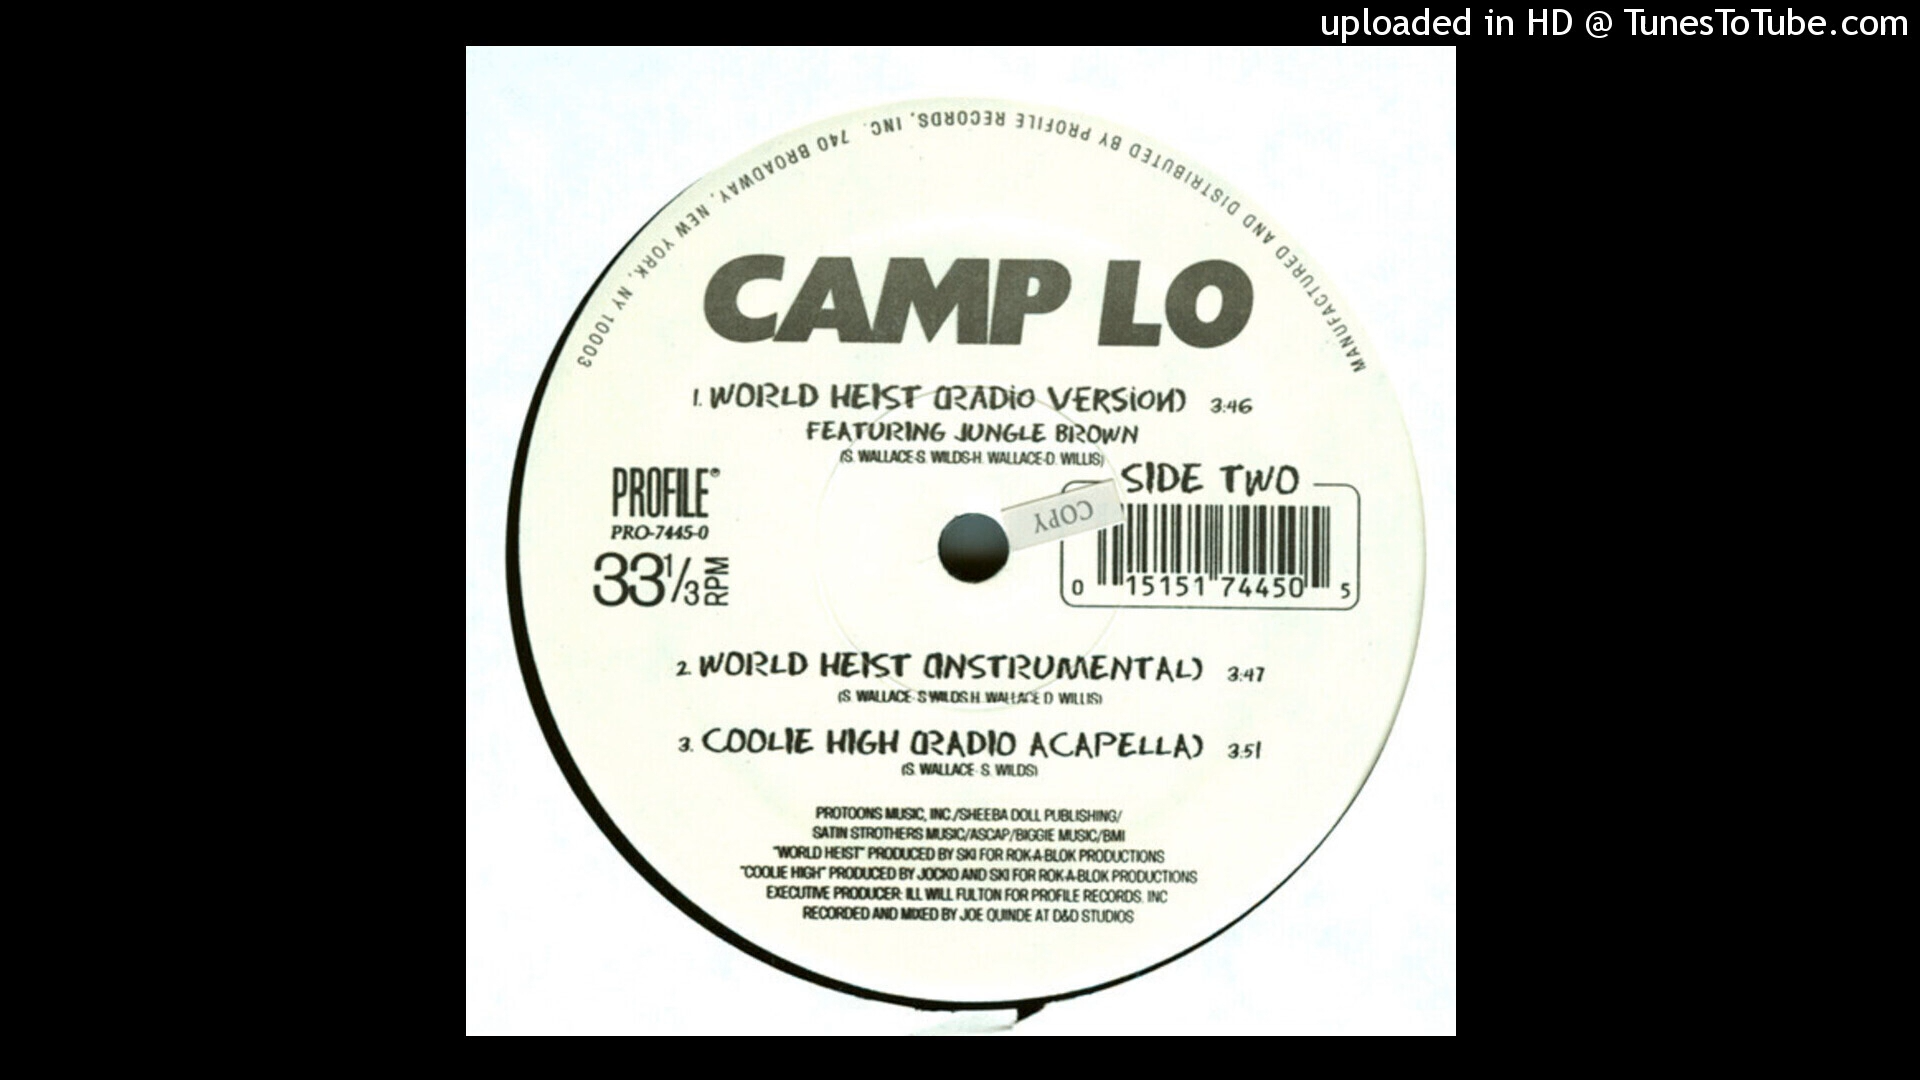 uploaded in HD @ TunesToTube.com
MANUFACTURED AND DISTRIBUTED BY PROFILE RECORDS, INC. 740 BROADWAY, NEW YORK, NY 10003
CAMP LO
1. WORLD HEIST (RADIO VERSION) 3:46
FEATURING JUNGLE BROWN
(S. WALLACE-S. WILDS-H. WALLACE-D. WILLIS)
SIDE TWO
PROFILE®
PRO-7445-0
33 1/3 RPM
COPY
0 15151 74450 5
2. WORLD HEIST (INSTRUMENTAL) 3:47
(S. WALLACE- S WILDS H. WALLACE D WILLIS)
3. COOLIE HIGH (RADIO ACAPELLA) 3:51
(S. WALLACE- S. WILDS)
PROTOONS MUSIC, INC./SHEEBA DOLL PUBLISHING/
SATIN STROTHERS MUSIC/ASCAP/BIGGIE MUSIC/BMI
"WORLD HEIST" PRODUCED BY SKI FOR ROK-A-BLOK PRODUCTIONS
"COOLIE HIGH" PRODUCED BY JOCKO AND SKI FOR ROK-A-BLOK PRODUCTIONS
EXECUTIVE PRODUCER: ILL WILL FULTON FOR PROFILE RECORDS, INC
RECORDED AND MIXED BY JOE QUINDE AT D&D STUDIOS